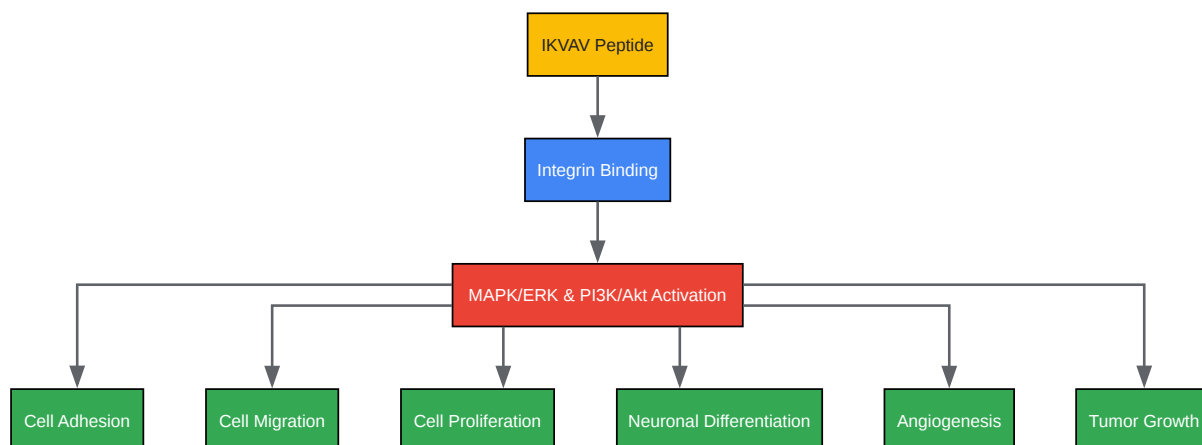 IKVAV Peptide
Integrin Binding
MAPK/ERK & PI3K/Akt Activation
Cell Adhesion
Cell Migration
Cell Proliferation
Neuronal Differentiation
Angiogenesis
Tumor Growth